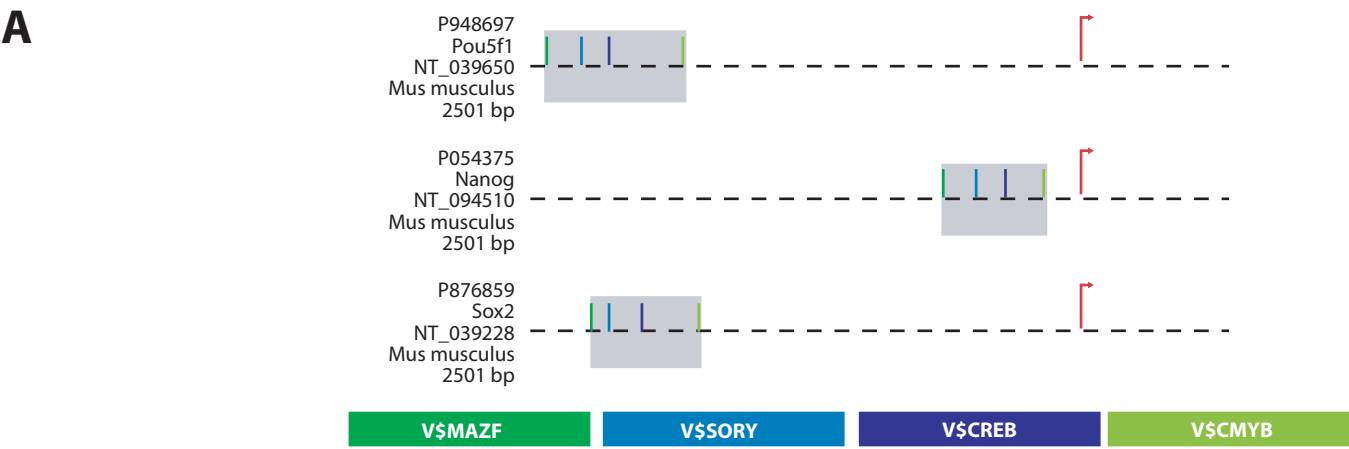 A
P948697
Pou5f1
NT_039650
Mus musculus
2501 bp
P054375
Nanog
NT_094510
Mus musculus
2501 bp
P876859
Sox2
NT_039228
Mus musculus
2501 bp
V$MAZF V$SORY V$CREB V$CMYB